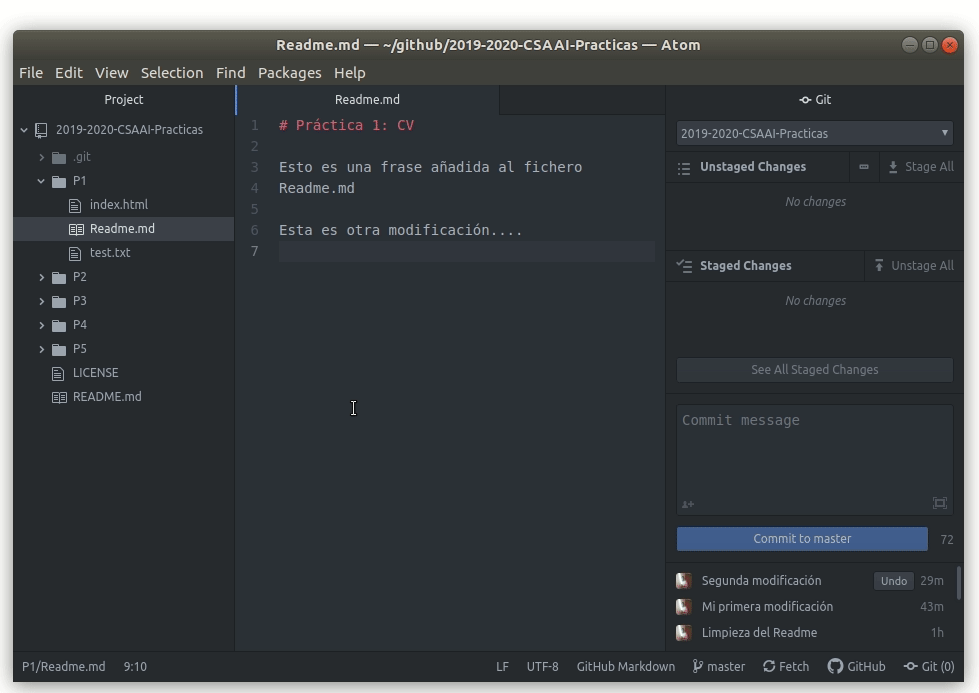 Readme.md — ~/github/2019-2020-CSAAI-Practicas — Atom
File Edit View Selection Find Packages Help
Project
2019-2020-CSAAI-Practicas
.git
P1
index.html
Readme.md
test.txt
P2
P3
P4
P5
LICENSE
README.md
Readme.md
1 # Práctica 1: CV
2
3 Esto es una frase añadida al fichero
4 Readme.md
5
6 Esta es otra modificación....
7
Git
2019-2020-CSAAI-Practicas
Unstaged Changes Stage All
No changes
Staged Changes Unstage All
No changes
See All Staged Changes
Commit message
Commit to master 72
Segunda modificación Undo 29m
Mi primera modificación 43m
Limpieza del Readme 1h
P1/Readme.md 9:10 LF UTF-8 GitHub Markdown master Fetch GitHub Git (0)